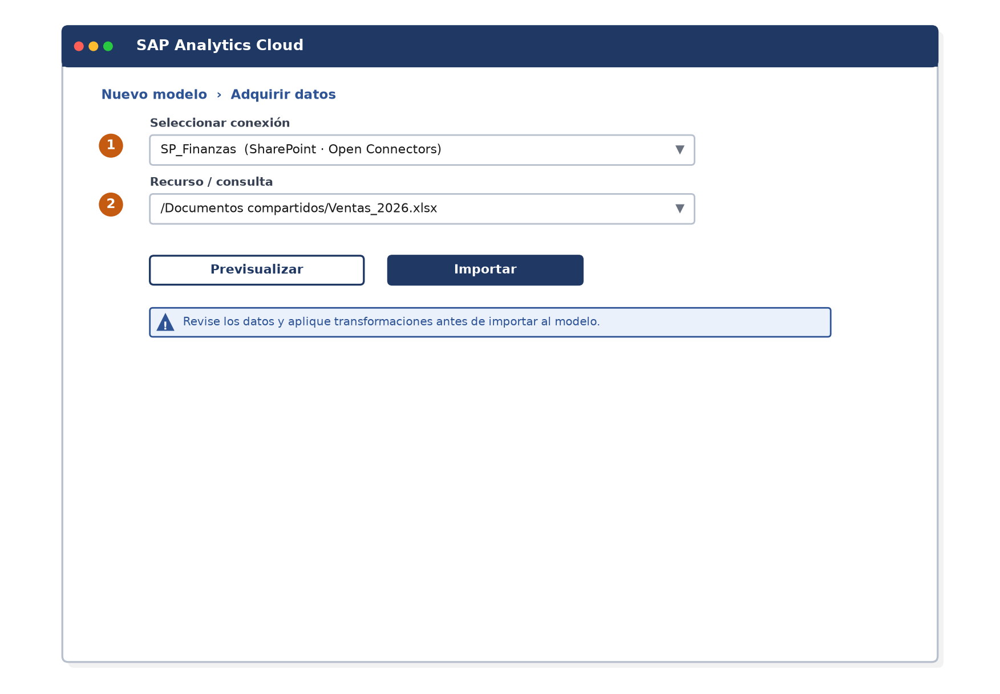 SAP Analytics Cloud
Nuevo modelo › Adquirir datos
Seleccionar conexión
1
SP_Finanzas (SharePoint · Open Connectors)
Recurso / consulta
2
/Documentos compartidos/Ventas_2026.xlsx
Previsualizar
Importar
Revise los datos y aplique transformaciones antes de importar al modelo.